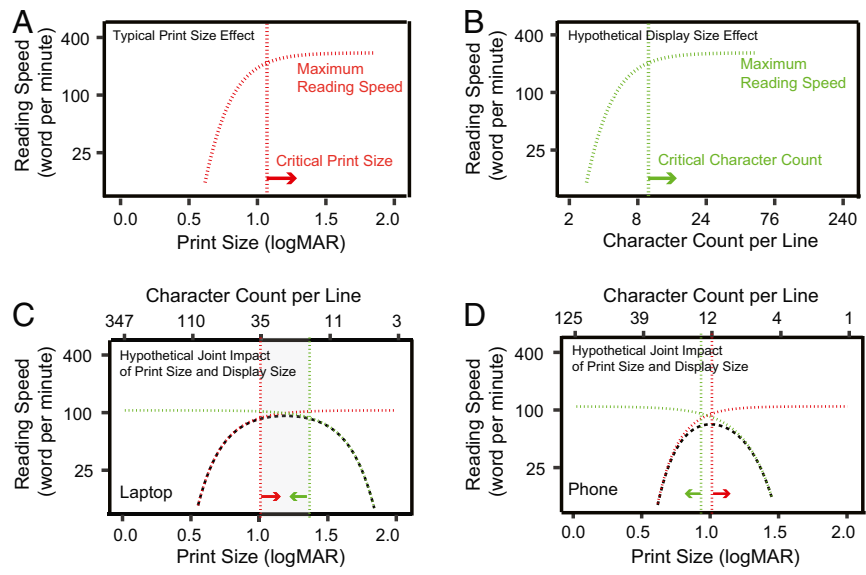 A
Typical Print Size Effect
Reading Speed
(word per minute)
400
100
25
Maximum
Reading Speed
Critical Print Size
0.0 0.5 1.0 1.5 2.0
Print Size (logMAR)
B
Hypothetical Display Size Effect
Reading Speed
(word per minute)
400
100
25
Maximum
Reading Speed
Critical Character Count
2 8 24 76 240
Character Count per Line
C
Character Count per Line
347 110 35 11 3
Hypothetical Joint Impact
of Print Size and Display Size
Reading Speed
(word per minute)
400
100
25
Laptop
0.0 0.5 1.0 1.5 2.0
Print Size (logMAR)
D
Character Count per Line
125 39 12 4 1
Hypothetical Joint Impact
of Print Size and Display Size
Reading Speed
(word per minute)
400
100
25
Phone
0.0 0.5 1.0 1.5 2.0
Print Size (logMAR)